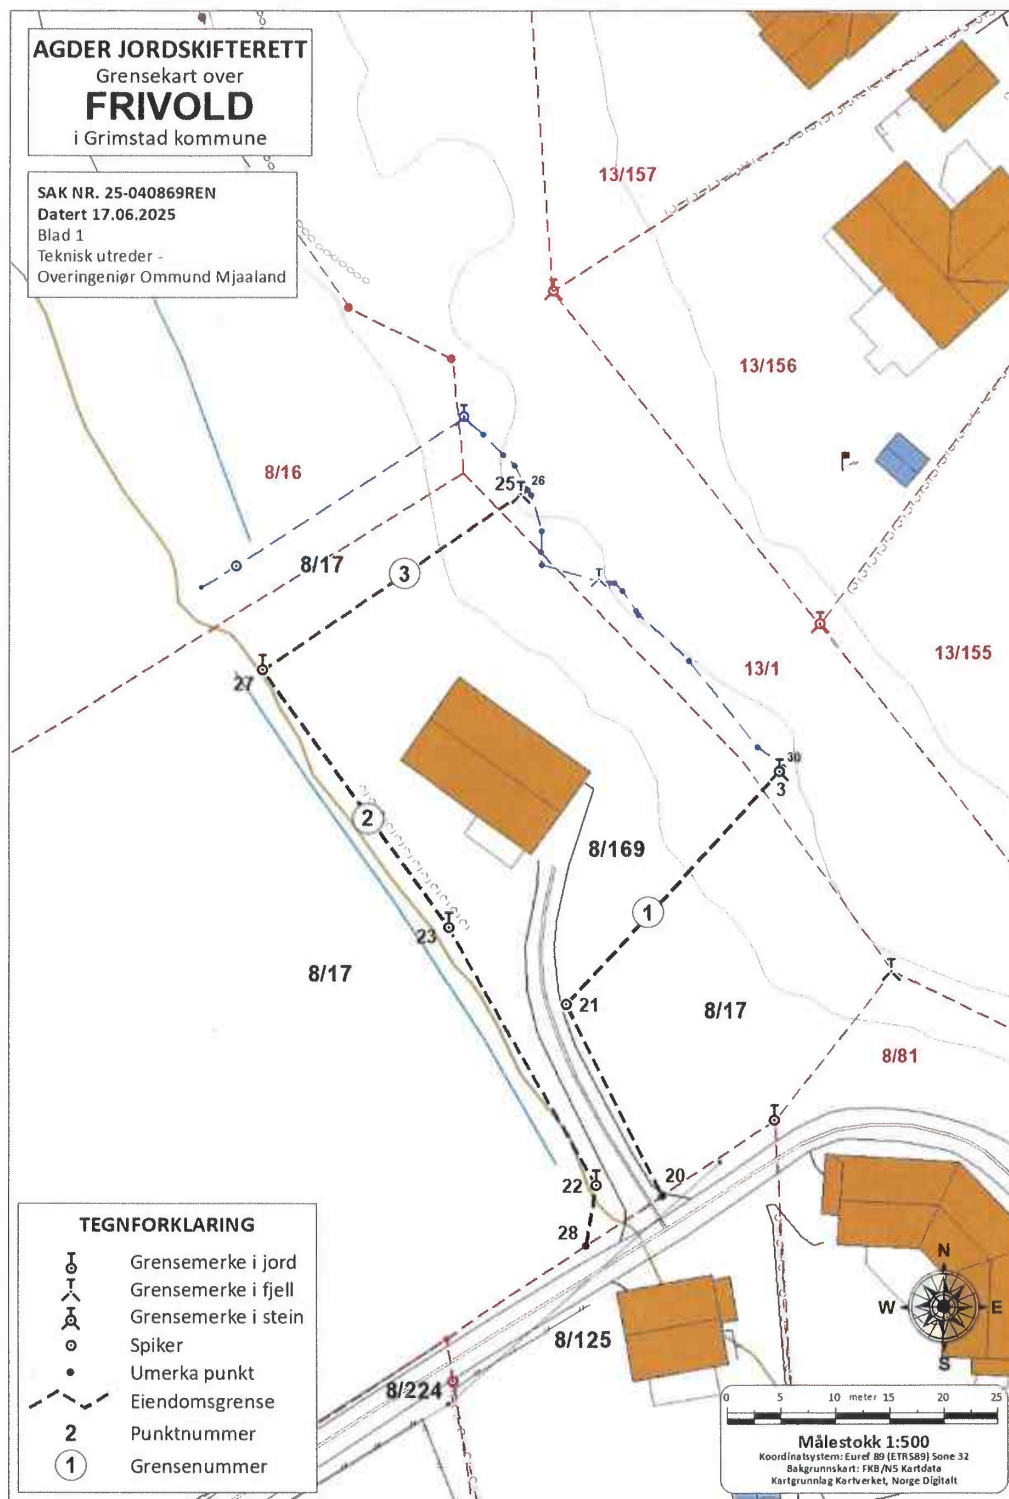 AGDER JORDSKIFTERETT
Grensekart over
FRIVOLD
i Grimstad kommune
SAK NR. 25-040869REN
Datert 17.06.2025
Blad 1
Teknisk utreder -
Overingeniør Ommund Mjaaland
13/157
13/156
8/16
25
26
8/17
3
13/155
13/1
27
30
3
2
8/169
1
23
8/17
21
8/17
8/81
22
20
28
8/125
8/224
TEGNFORKLARING
Grensemerke i jord
Grensemerke i fjell
Grensemerke i stein
Spiker
Umerka punkt
Eiendomsgrense
2 Punktnummer
1 Grensenummer
N
W E
S
0 5 10 meter 15 20 25
Målestokk 1:500
Koordinatsystem: Euref 89 (ETRS89) Sone 32
Bakgrunnskart: FKB/N5 Kartdata
Kartgrunnlag Kartverket, Norge Digitalt